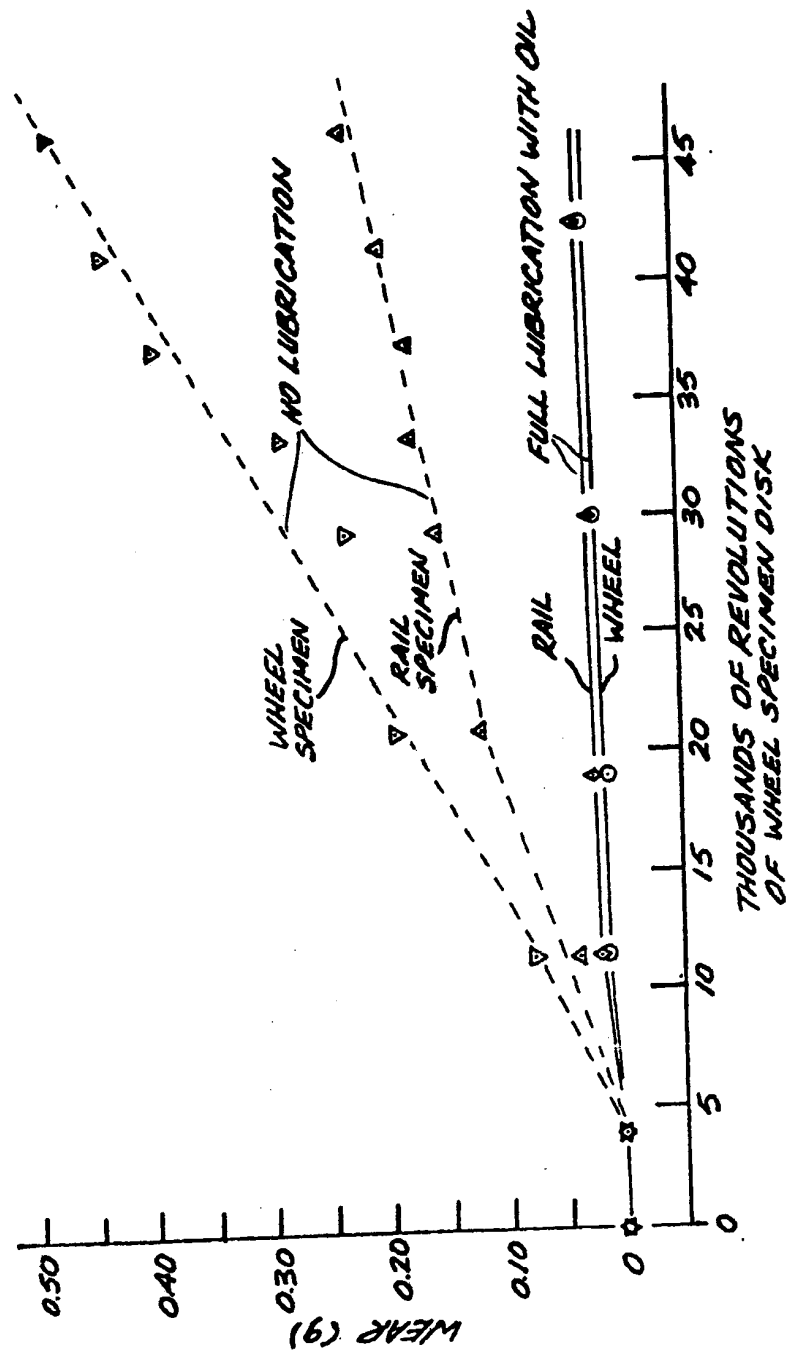 WEAR (g)
0.50
0.40
0.30
0.20
0.10
0
WHEEL
SPECIMEN
NO LUBRICATION
RAIL
SPECIMEN
RAIL
WHEEL
FULL LUBRICATION WITH OIL
0
5
10
15
20
25
30
35
40
45
THOUSANDS OF REVOLUTIONS
OF WHEEL SPECIMEN DISK